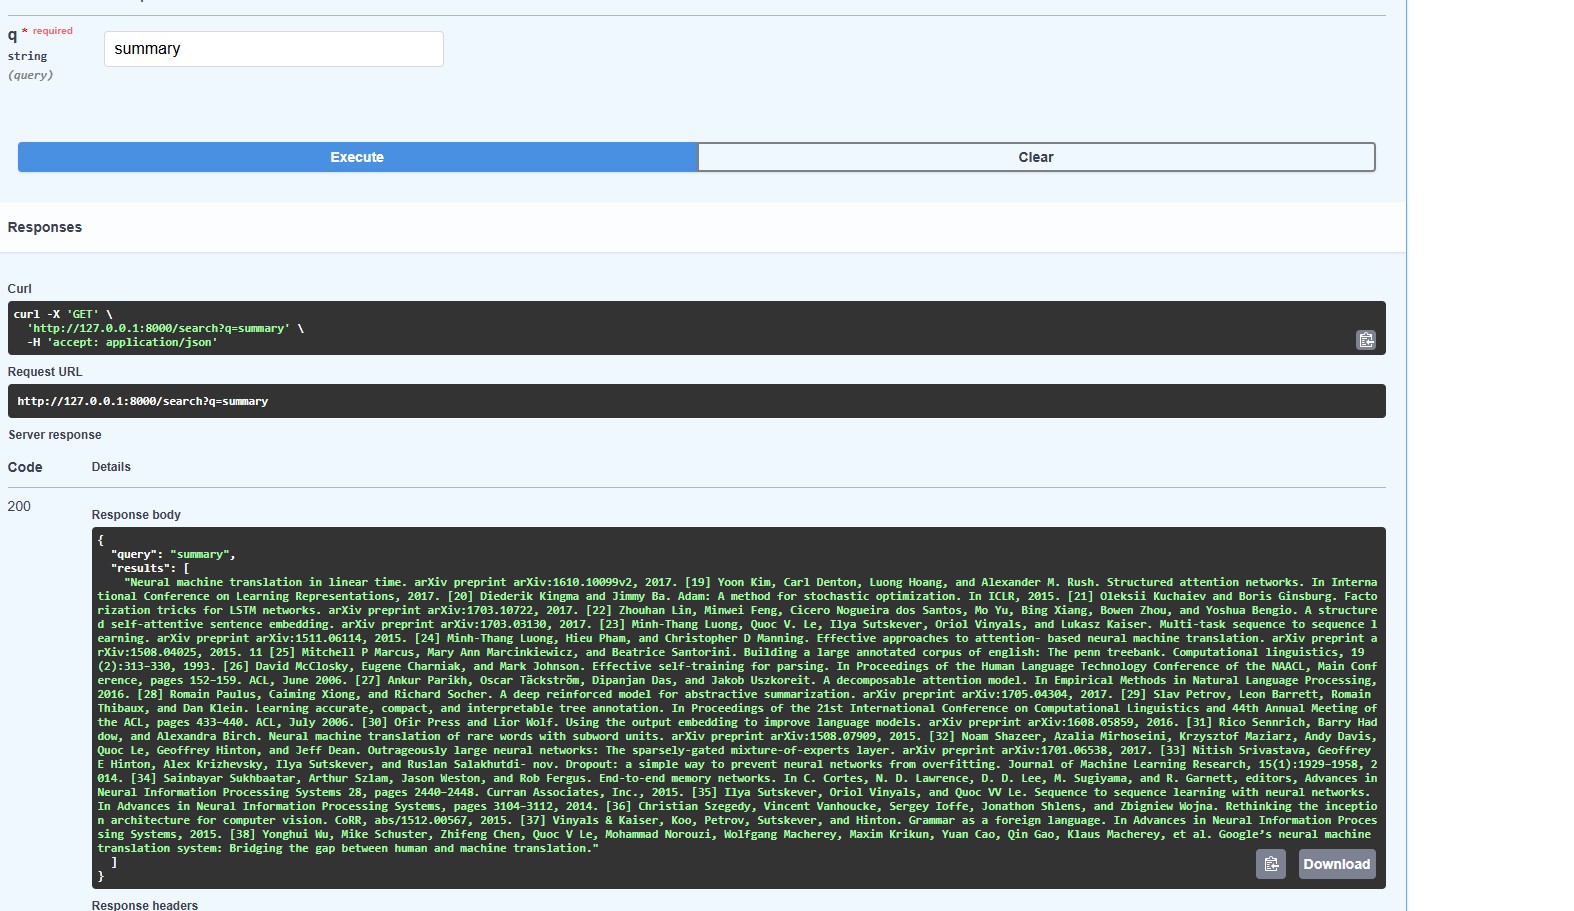 q * required
string
(query)
summary
Execute
Clear
Responses
Curl
curl -X 'GET' \
'http://127.0.0.1:8000/search?q=summary' \
-H 'accept: application/json'
Request URL
http://127.0.0.1:8000/search?q=summary
Server response
Code Details
200
Response body
{
"query": "summary",
"results": [
"Neural machine translation in linear time. arXiv preprint arXiv:1610.10099v2, 2017. [19] Yoon Kim, Carl Denton, Luong Hoang, and Alexander M. Rush. Structured attention networks. In Interna
tional Conference on Learning Representations, 2017. [20] Diederik Kingma and Jimmy Ba. Adam: A method for stochastic optimization. In ICLR, 2015. [21] Oleksii Kuchaiev and Boris Ginsburg. Facto
rization tricks for LSTM networks. arXiv preprint arXiv:1703.10722, 2017. [22] Zhouhan Lin, Minwei Feng, Cicero Nogueira dos Santos, Mo Yu, Bing Xiang, Bowen Zhou, and Yoshua Bengio. A structure
d self-attentive sentence embedding. arXiv preprint arXiv:1703.03130, 2017. [23] Minh-Thang Luong, Quoc V. Le, Ilya Sutskever, Oriol Vinyals, and Lukasz Kaiser. Multi-task sequence to sequence l
earning. arXiv preprint arXiv:1511.06114, 2015. [24] Minh-Thang Luong, Hieu Pham, and Christopher D Manning. Effective approaches to attention- based neural machine translation. arXiv preprint a
rXiv:1508.04025, 2015. 11 [25] Mitchell P Marcus, Mary Ann Marcinkiewicz, and Beatrice Santorini. Building a large annotated corpus of english: The penn treebank. Computational linguistics, 19
(2):313–330, 1993. [26] David McClosky, Eugene Charniak, and Mark Johnson. Effective self-training for parsing. In Proceedings of the Human Language Technology Conference of the NAACL, Main Conf
erence, pages 152–159. ACL, June 2006. [27] Ankur Parikh, Oscar Täckström, Dipanjan Das, and Jakob Uszkoreit. A decomposable attention model. In Empirical Methods in Natural Language Processing,
2016. [28] Romain Paulus, Caiming Xiong, and Richard Socher. A deep reinforced model for abstractive summarization. arXiv preprint arXiv:1705.04304, 2017. [29] Slav Petrov, Leon Barrett, Romain
Thibaux, and Dan Klein. Learning accurate, compact, and interpretable tree annotation. In Proceedings of the 21st International Conference on Computational Linguistics and 44th Annual Meeting of
the ACL, pages 433–440. ACL, July 2006. [30] Ofir Press and Lior Wolf. Using the output embedding to improve language models. arXiv preprint arXiv:1608.05859, 2016. [31] Rico Sennrich, Barry Had
dow, and Alexandra Birch. Neural machine translation of rare words with subword units. arXiv preprint arXiv:1508.07909, 2015. [32] Noam Shazeer, Azalia Mirhoseini, Krzysztof Maziarz, Andy Davis,
Quoc Le, Geoffrey Hinton, and Jeff Dean. Outrageously large neural networks: The sparsely-gated mixture-of-experts layer. arXiv preprint arXiv:1701.06538, 2017. [33] Nitish Srivastava, Geoffrey
E Hinton, Alex Krizhevsky, Ilya Sutskever, and Ruslan Salakhutdi- nov. Dropout: a simple way to prevent neural networks from overfitting. Journal of Machine Learning Research, 15(1):1929–1958, 2
014. [34] Sainbayar Sukhbaatar, Arthur Szlam, Jason Weston, and Rob Fergus. End-to-end memory networks. In C. Cortes, N. D. Lawrence, D. D. Lee, M. Sugiyama, and R. Garnett, editors, Advances in
Neural Information Processing Systems 28, pages 2440–2448. Curran Associates, Inc., 2015. [35] Ilya Sutskever, Oriol Vinyals, and Quoc VV Le. Sequence to sequence learning with neural networks.
In Advances in Neural Information Processing Systems, pages 3104–3112, 2014. [36] Christian Szegedy, Vincent Vanhoucke, Sergey Ioffe, Jonathon Shlens, and Zbigniew Wojna. Rethinking the inceptio
n architecture for computer vision. CoRR, abs/1512.00567, 2015. [37] Vinyals & Kaiser, Koo, Petrov, Sutskever, and Hinton. Grammar as a foreign language. In Advances in Neural Information Proces
sing Systems, 2015. [38] Yonghui Wu, Mike Schuster, Zhifeng Chen, Quoc V Le, Mohammad Norouzi, Wolfgang Macherey, Maxim Krikun, Yuan Cao, Qin Gao, Klaus Macherey, et al. Google’s neural machine
translation system: Bridging the gap between human and machine translation."
]
}
Download
Response headers